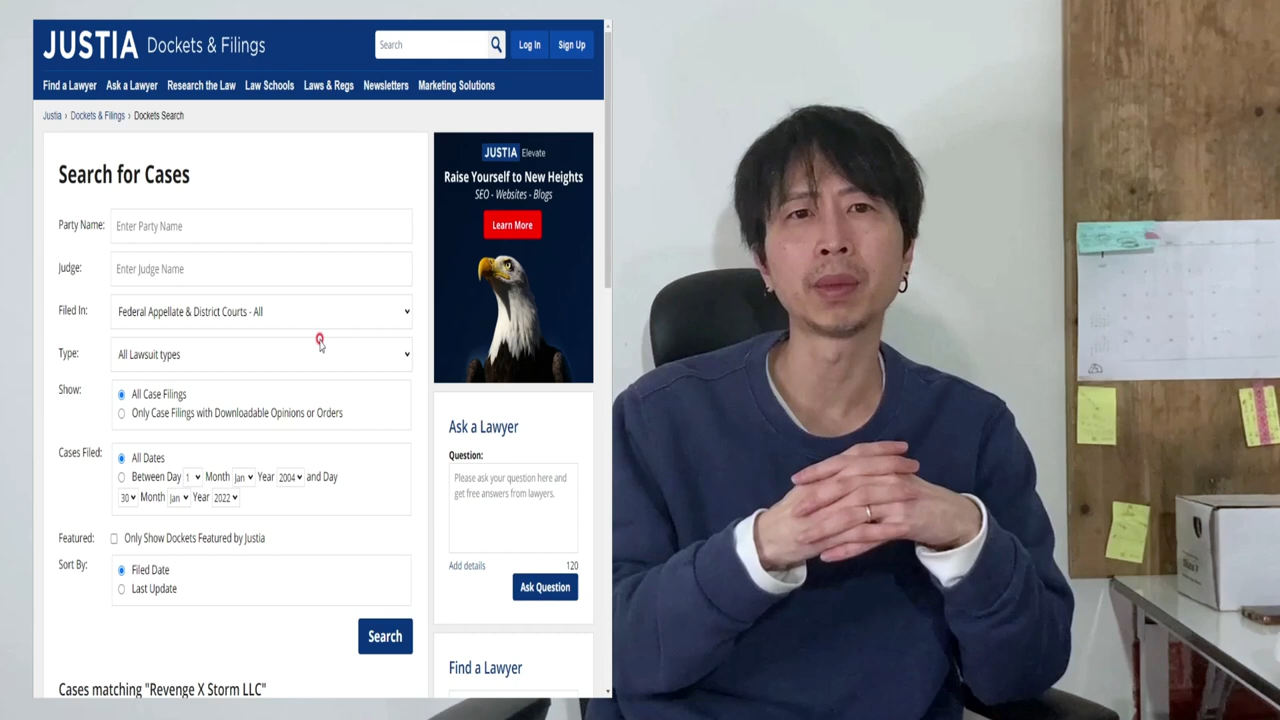 JUSTIA Dockets & Filings
Search
Log In Sign Up
Find a Lawyer Ask a Lawyer Research the Law Law Schools Laws & Regs Newsletters Marketing Solutions
Justia › Dockets & Filings › Dockets Search
Search for Cases
Party Name: Enter Party Name
Judge: Enter Judge Name
Filed In: Federal Appellate & District Courts - All
Type: All Lawsuit types
Show: All Case Filings
Only Case Filings with Downloadable Opinions or Orders
Cases Filed: All Dates
Between Day 1 Month Jan Year 2004 and Day
30 Month Jan Year 2022
Featured: Only Show Dockets Featured by Justia
Sort By: Filed Date
Last Update
Search
Cases matching "Revenge X Storm LLC"
JUSTIA Elevate
Raise Yourself to New Heights
SEO - Websites - Blogs
Learn More
Ask a Lawyer
Question:
Please ask your question here and
get free answers from lawyers.
Add details 120
Ask Question
Find a Lawyer